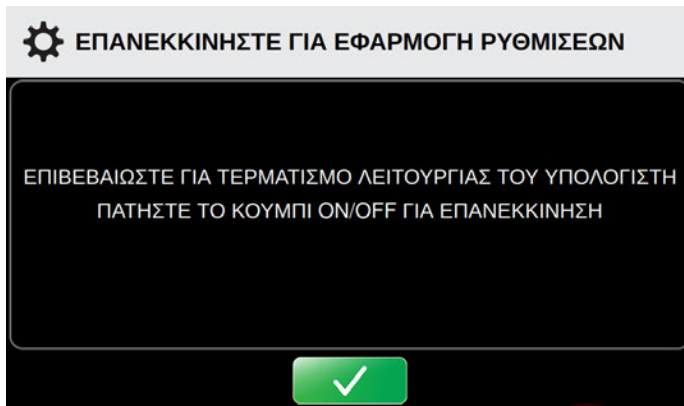 ΕΠΑΝΕΚΚΙΝΗΣΤΕ ΓΙΑ ΕΦΑΡΜΟΓΗ ΡΥΘΜΙΣΕΩΝ
ΕΠΙΒΕΒΑΙΩΣΤΕ ΓΙΑ ΤΕΡΜΑΤΙΣΜΟ ΛΕΙΤΟΥΡΓΙΑΣ ΤΟΥ ΥΠΟΛΟΓΙΣΤΗ
ΠΑΤΗΣΤΕ ΤΟ ΚΟΥΜΠΙ ON/OFF ΓΙΑ ΕΠΑΝΕΚΚΙΝΗΣΗ